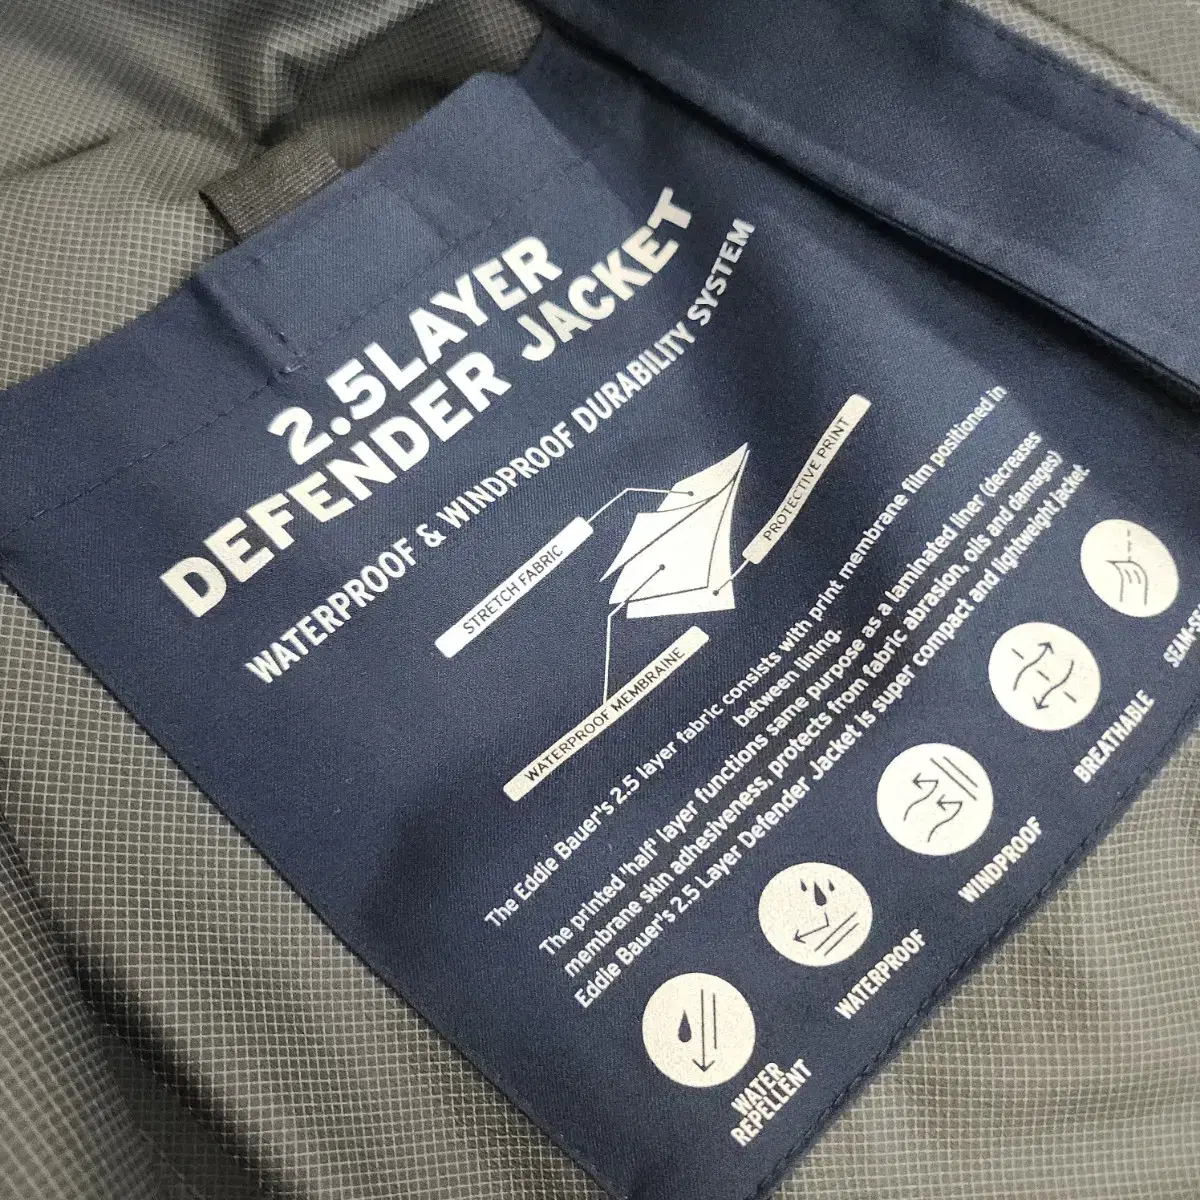 2.5LAYER
DEFENDER JACKET
WATERPROOF & WINDPROOF DURABILITY SYSTEM
STRETCH FABRIC
PROTECTIVE PRINT
WATERPROOF MEMBRAINE
The Eddie Bauer's 2.5 layer fabric consists with print membrane film positioned in
between lining.
The printed "half" layer functions same purpose as a laminated liner (decreases
membrane skin adhesiveness, protects from fabric abrasion, oils and damages)
Eddie Bauer's 2.5 Layer Defender Jacket is super compact and lightweight jacket.
WATER
REPELLENT
WATERPROOF
WINDPROOF
BREATHABLE